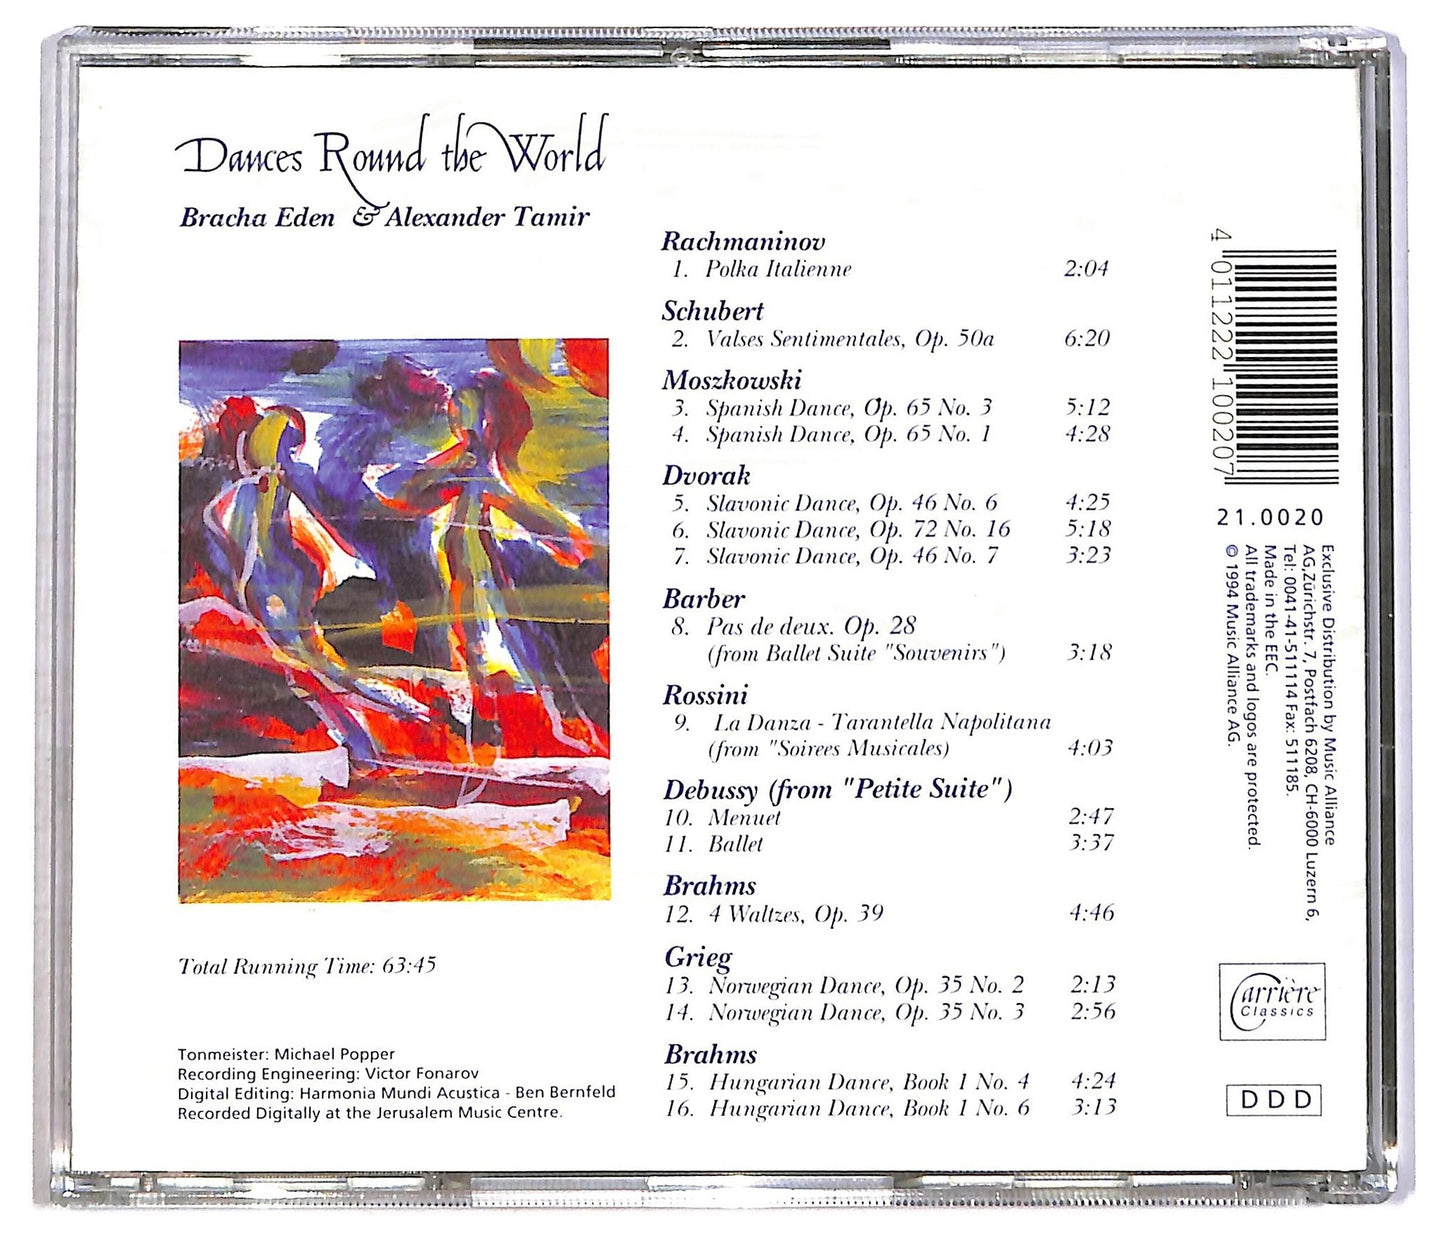 Dances Round the World
Bracha Eden & Alexander Tamir
Rachmaninov
1. Polka Italienne 2:04
Schubert
2. Valses Sentimentales, Op. 50a 6:20
Moszkowski
3. Spanish Dance, Op. 65 No. 3 5:12
4. Spanish Dance, Op. 65 No. 1 4:28
Dvorak
5. Slavonic Dance, Op. 46 No. 6 4:25
6. Slavonic Dance, Op. 72 No. 16 5:18
7. Slavonic Dance, Op. 46 No. 7 3:23
Barber
8. Pas de deux. Op. 28
(from Ballet Suite "Souvenirs") 3:18
Rossini
9. La Danza - Tarantella Napolitana
(from "Soirees Musicales) 4:03
Debussy (from "Petite Suite")
10. Menuet 2:47
11. Ballet 3:37
Brahms
12. 4 Waltzes, Op. 39 4:46
Grieg
13. Norwegian Dance, Op. 35 No. 2 2:13
14. Norwegian Dance, Op. 35 No. 3 2:56
Brahms
15. Hungarian Dance, Book 1 No. 4 4:24
16. Hungarian Dance, Book 1 No. 6 3:13
Total Running Time: 63:45
Tonmeister: Michael Popper
Recording Engineering: Victor Fonarov
Digital Editing: Harmonia Mundi Acustica - Ben Bernfeld
Recorded Digitally at the Jerusalem Music Centre.
4 011222 100207
21.0020
Exclusive Distribution by Music Alliance
AG,Zürichstr. 7, Postfach 6208, CH-6000 Luzern 6,
Tel: 0041-41-511114 Fax: 511185.
Made in the EEC.
All trademarks and logos are protected.
© 1994 Music Alliance AG.
Carrière
Classics
DDD